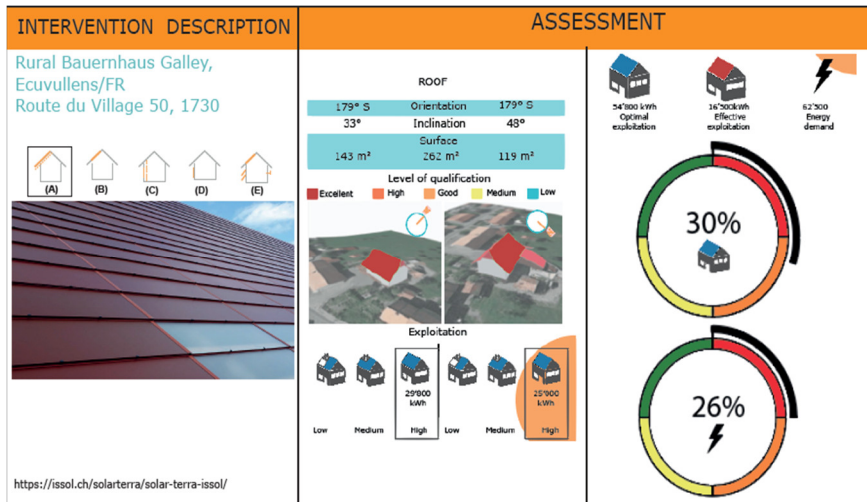 INTERVENTION DESCRIPTION
Rural Bauernhaus Galley,
Ecuvullens/FR
Route du Village 50, 1730
(A) (B) (C) (D) (E)
https://issol.ch/solarterra/solar-terra-issol/
ASSESSMENT
ROOF
179° S Orientation 179° S
33° Inclination 48°
Surface
143 m² 262 m² 119 m²
Level of qualification
Excellent High Good Medium Low
Exploitation
29'800 kWh
25'800 kWh
Low Medium High Low Medium High
54'800 kWh
Optimal
exploitation
16'500kWh
Effective
exploitation
62'500
Energy
demand
30%
26%